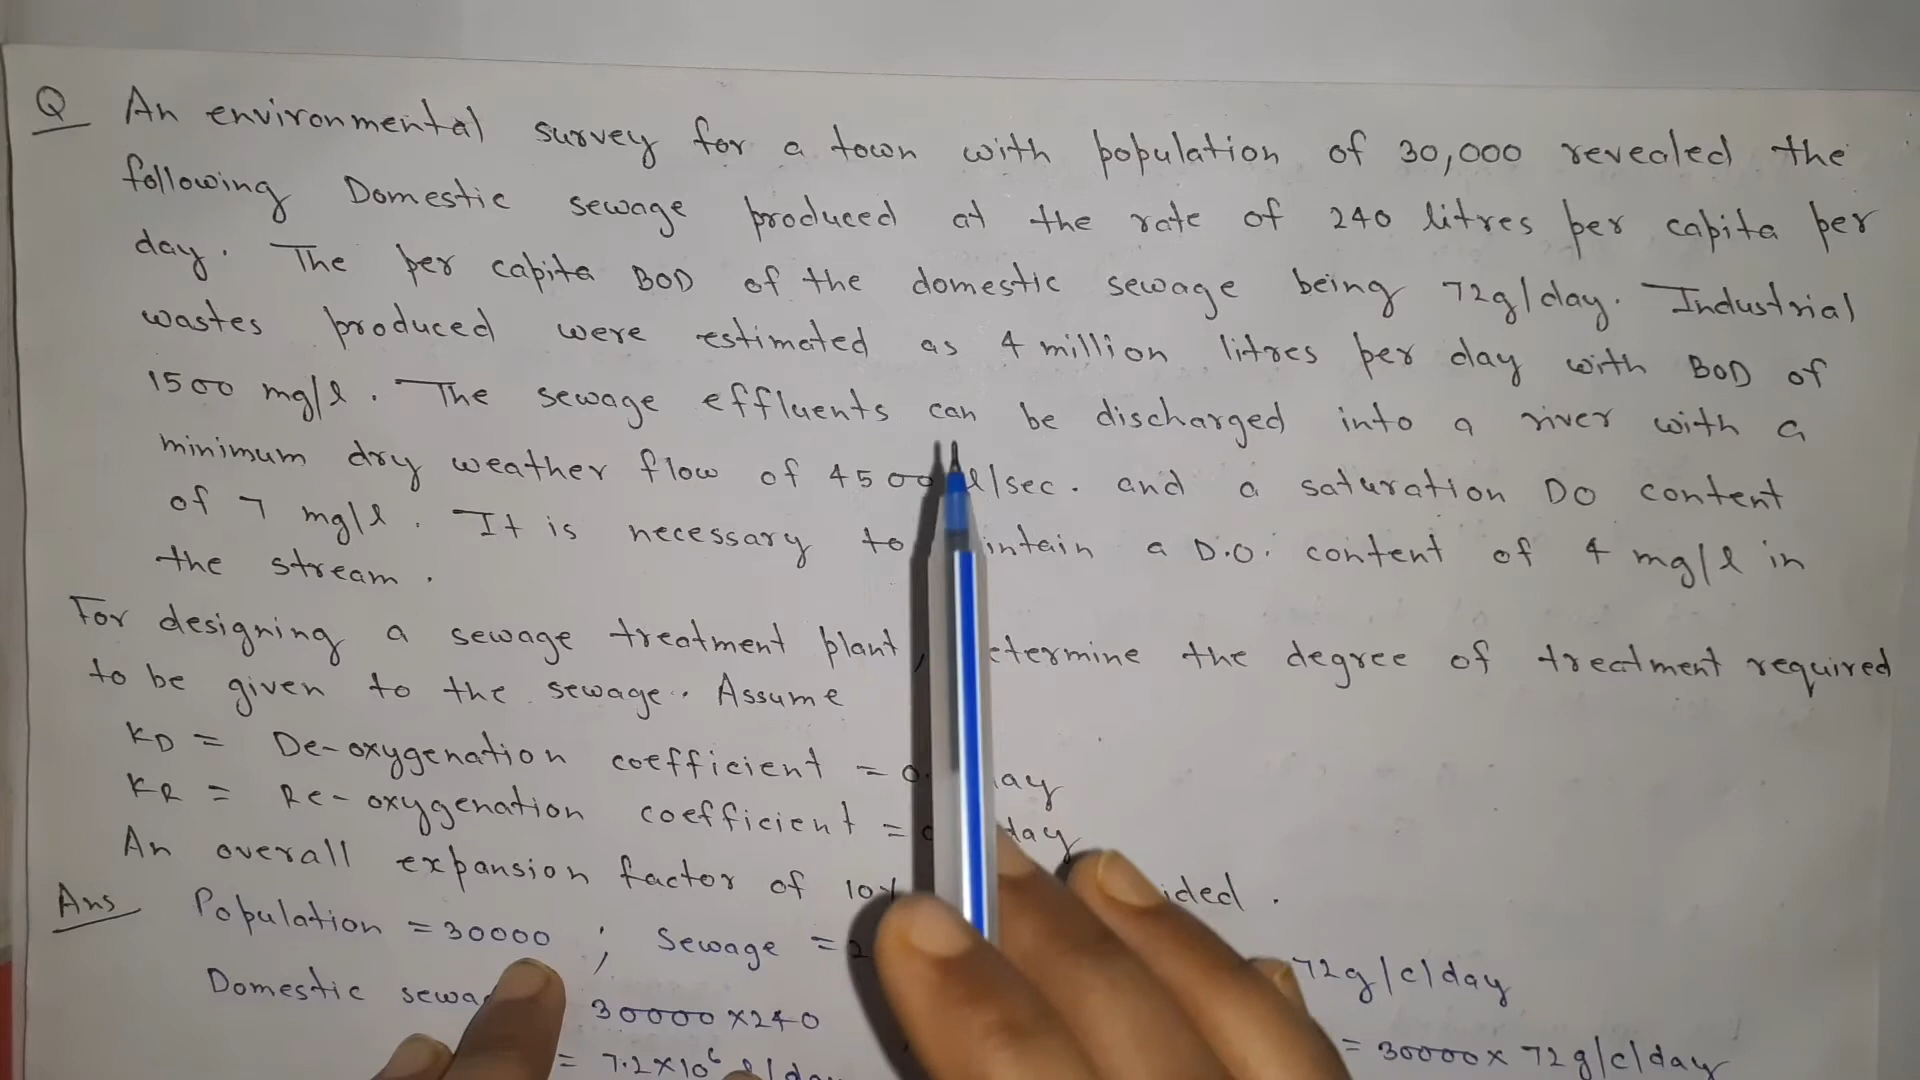 Q An environmental survey for a town with population of 30,000 revealed the
following Domestic sewage produced at the rate of 240 litres per capita per
day. The per capita BOD of the domestic sewage being 72g/day. Industrial
wastes produced were estimated as 4 million litres per day with BOD of
1500 mg/l. The sewage effluents can be discharged into a river with a
minimum dry weather flow of 4500 l/sec. and a saturation DO content
of 7 mg/l. It is necessary to intain a D.O. content of 4 mg/l in
the stream.
For designing a sewage treatment plant, etermine the degree of treatment required
to be given to the sewage. Assume
KD = De-oxygenation coefficient = 0. ay
KR = Re-oxygenation coefficient = day
An overall expansion factor of 10% ided.
Ans Population = 30000 ; Sewage = 2 72g/c/day
Domestic sewa 30000x240
= 7.2x10⁶ l/day = 30000x 72g/c/day